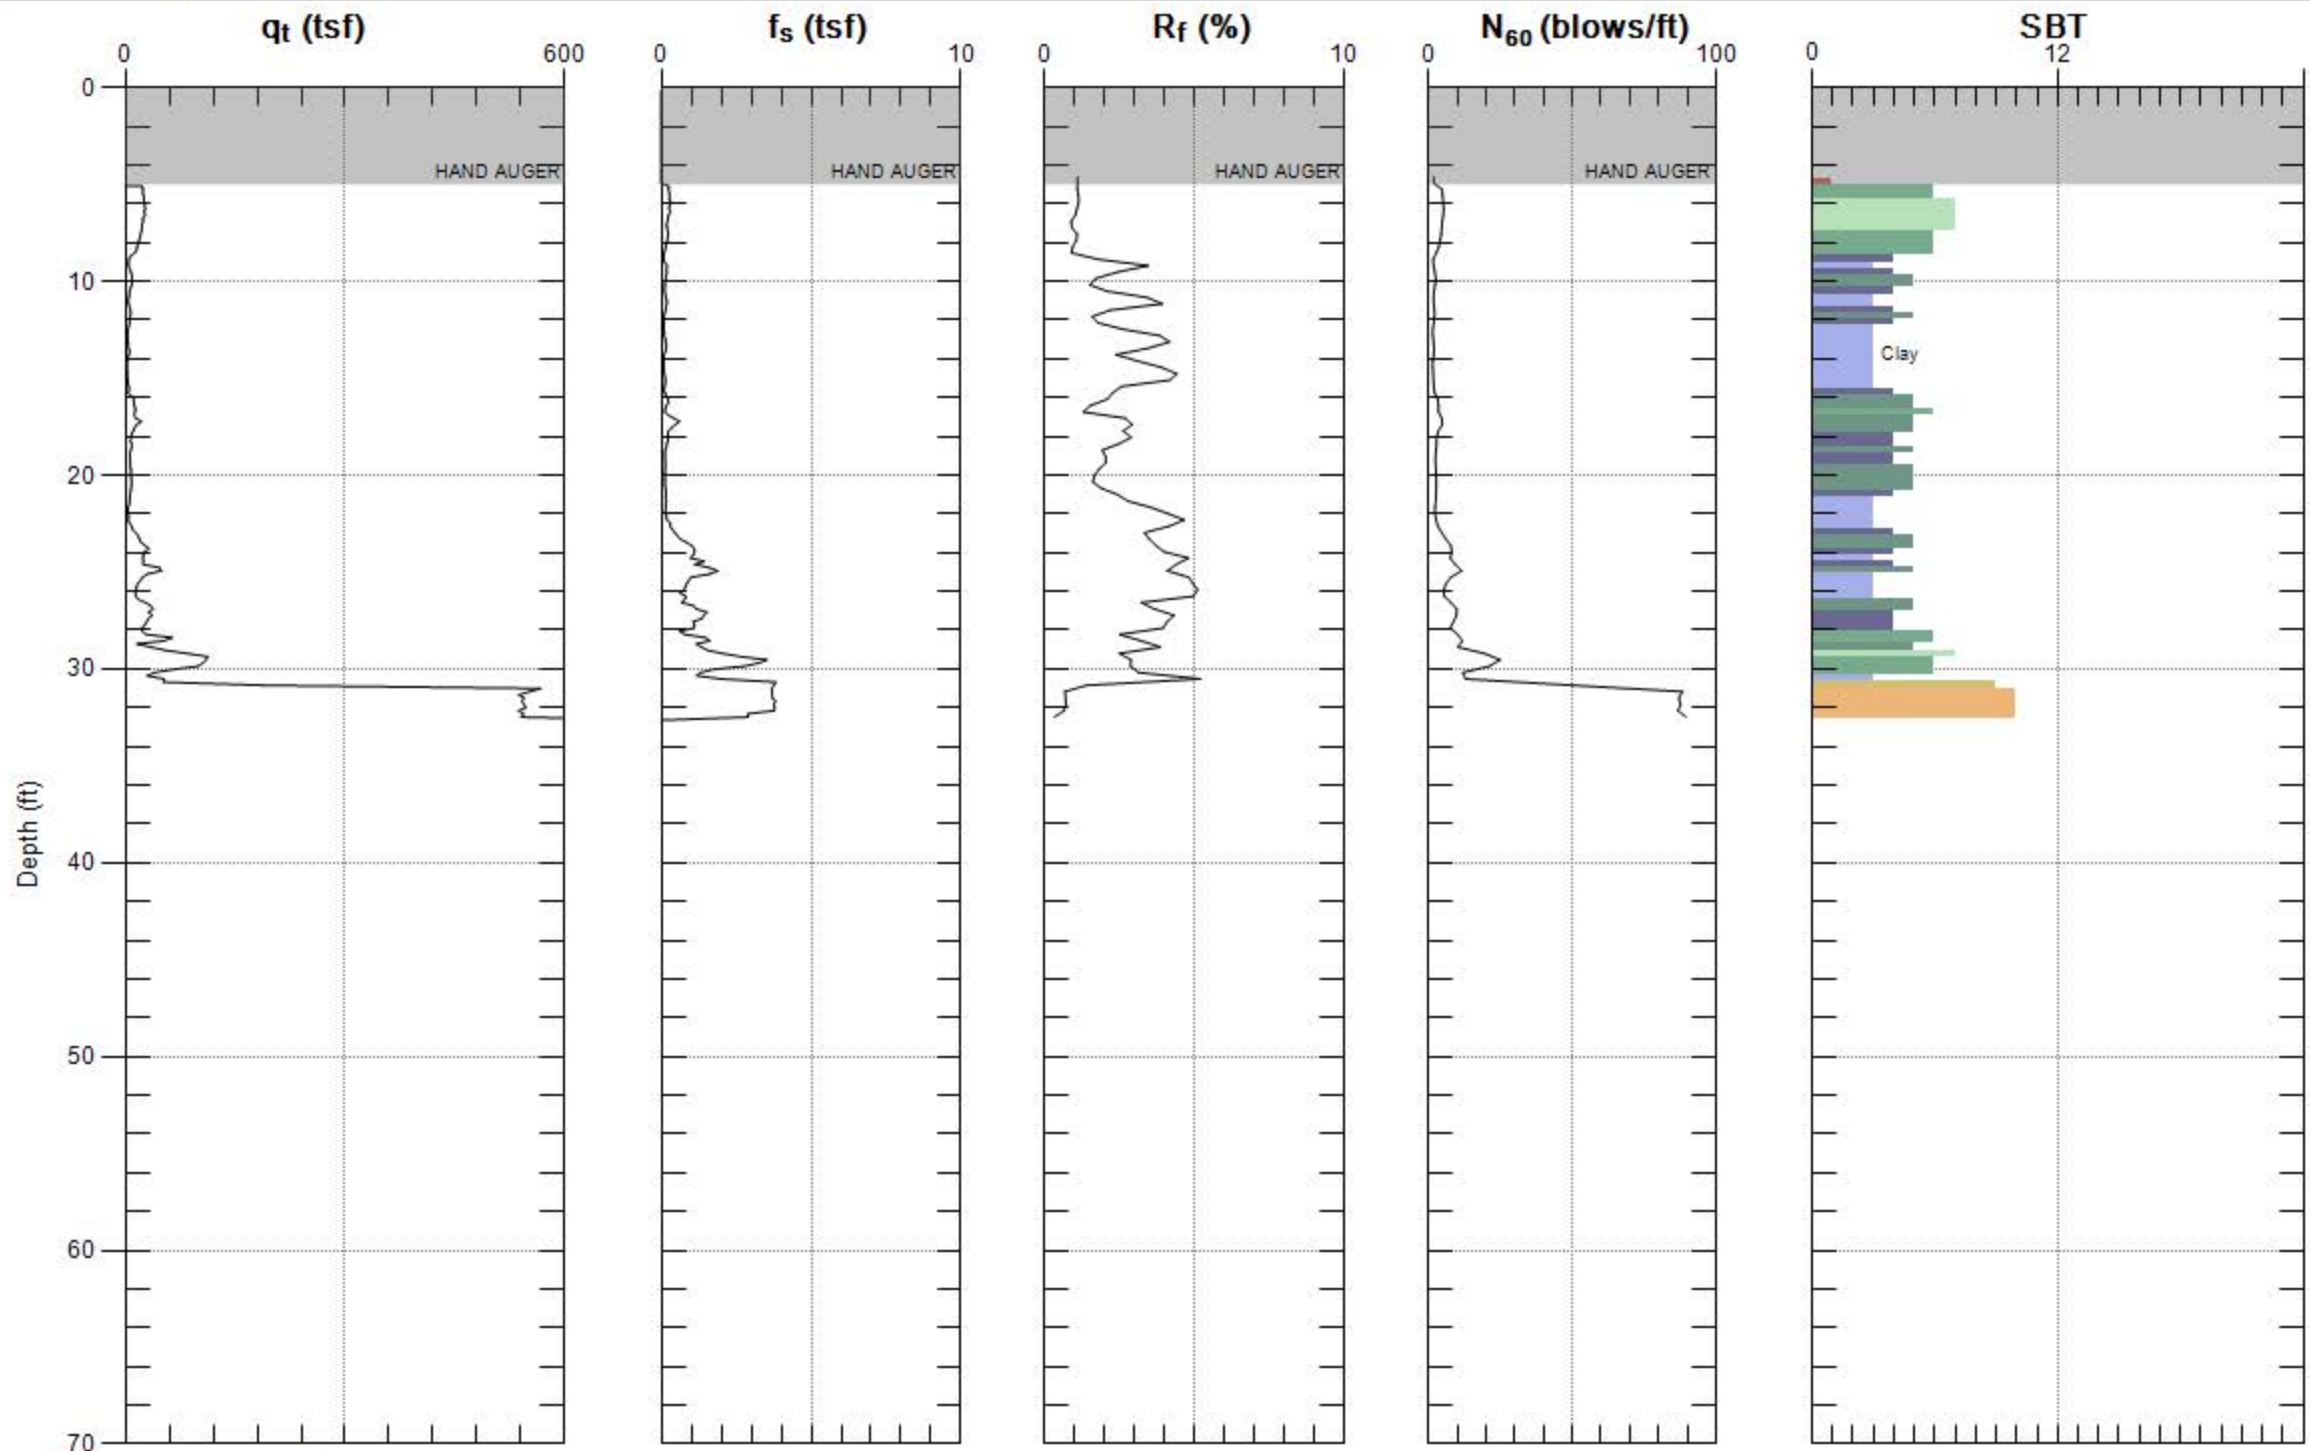 qt (tsf) fs (tsf) Rf (%) N60 (blows/ft) SBT
0 600 0 10 0 10 0 100 0 12
0
HAND AUGER HAND AUGER HAND AUGER HAND AUGER
10
Clay
20
30
Depth (ft)
40
50
60
70